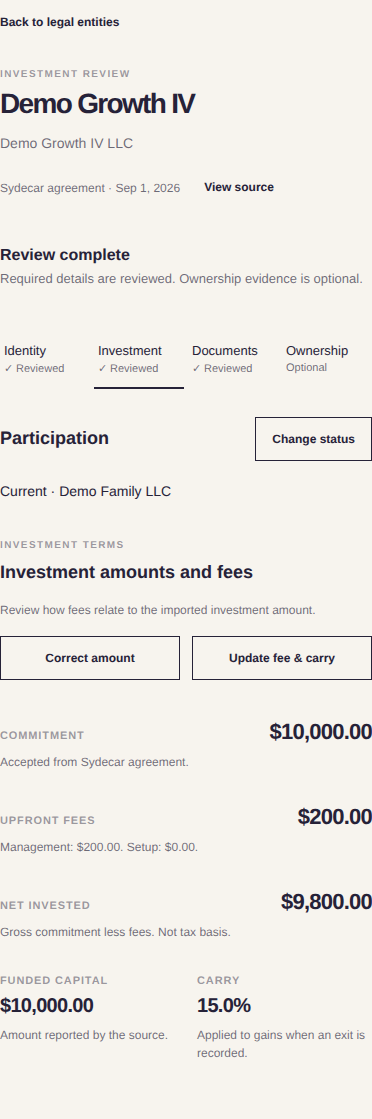 Back to legal entities
INVESTMENT REVIEW
Demo Growth IV
Demo Growth IV LLC
Sydecar agreement · Sep 1, 2026 View source
Review complete
Required details are reviewed. Ownership evidence is optional.
Identity Investment Documents Ownership
✓ Reviewed ✓ Reviewed ✓ Reviewed Optional
Participation Change status
Current · Demo Family LLC
INVESTMENT TERMS
Investment amounts and fees
Review how fees relate to the imported investment amount.
Correct amount Update fee & carry
COMMITMENT $10,000.00
Accepted from Sydecar agreement.
UPFRONT FEES $200.00
Management: $200.00. Setup: $0.00.
NET INVESTED $9,800.00
Gross commitment less fees. Not tax basis.
FUNDED CAPITAL CARRY
$10,000.00 15.0%
Amount reported by the source. Applied to gains when an exit is
recorded.